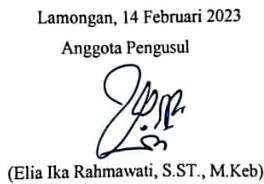 Lamongan, 14 Februari 2023
Anggota Pengusul
(Elia Ika Rahmawati, S.ST., M.Keb)